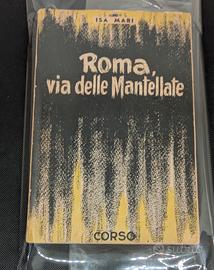 ISA MARI
Roma,
via delle Mantellate
CORSO